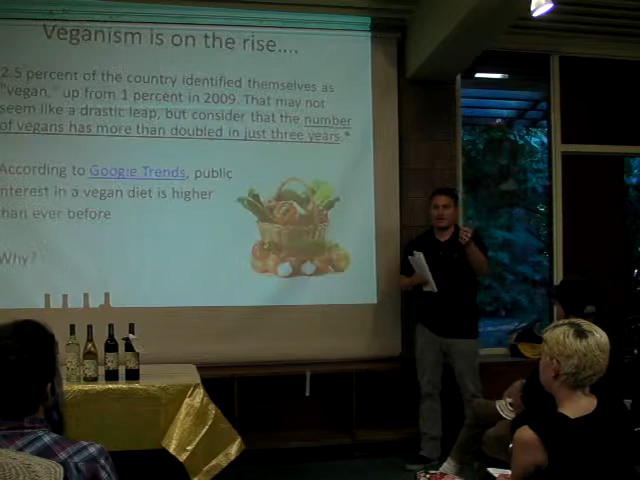 Veganism is on the rise....
2.5 percent of the country identified themselves as
"vegan," up from 1 percent in 2009. That may not
seem like a drastic leap, but consider that the number
of vegans has more than doubled in just three years.*
According to Google Trends, public
interest in a vegan diet is higher
than ever before
Why?